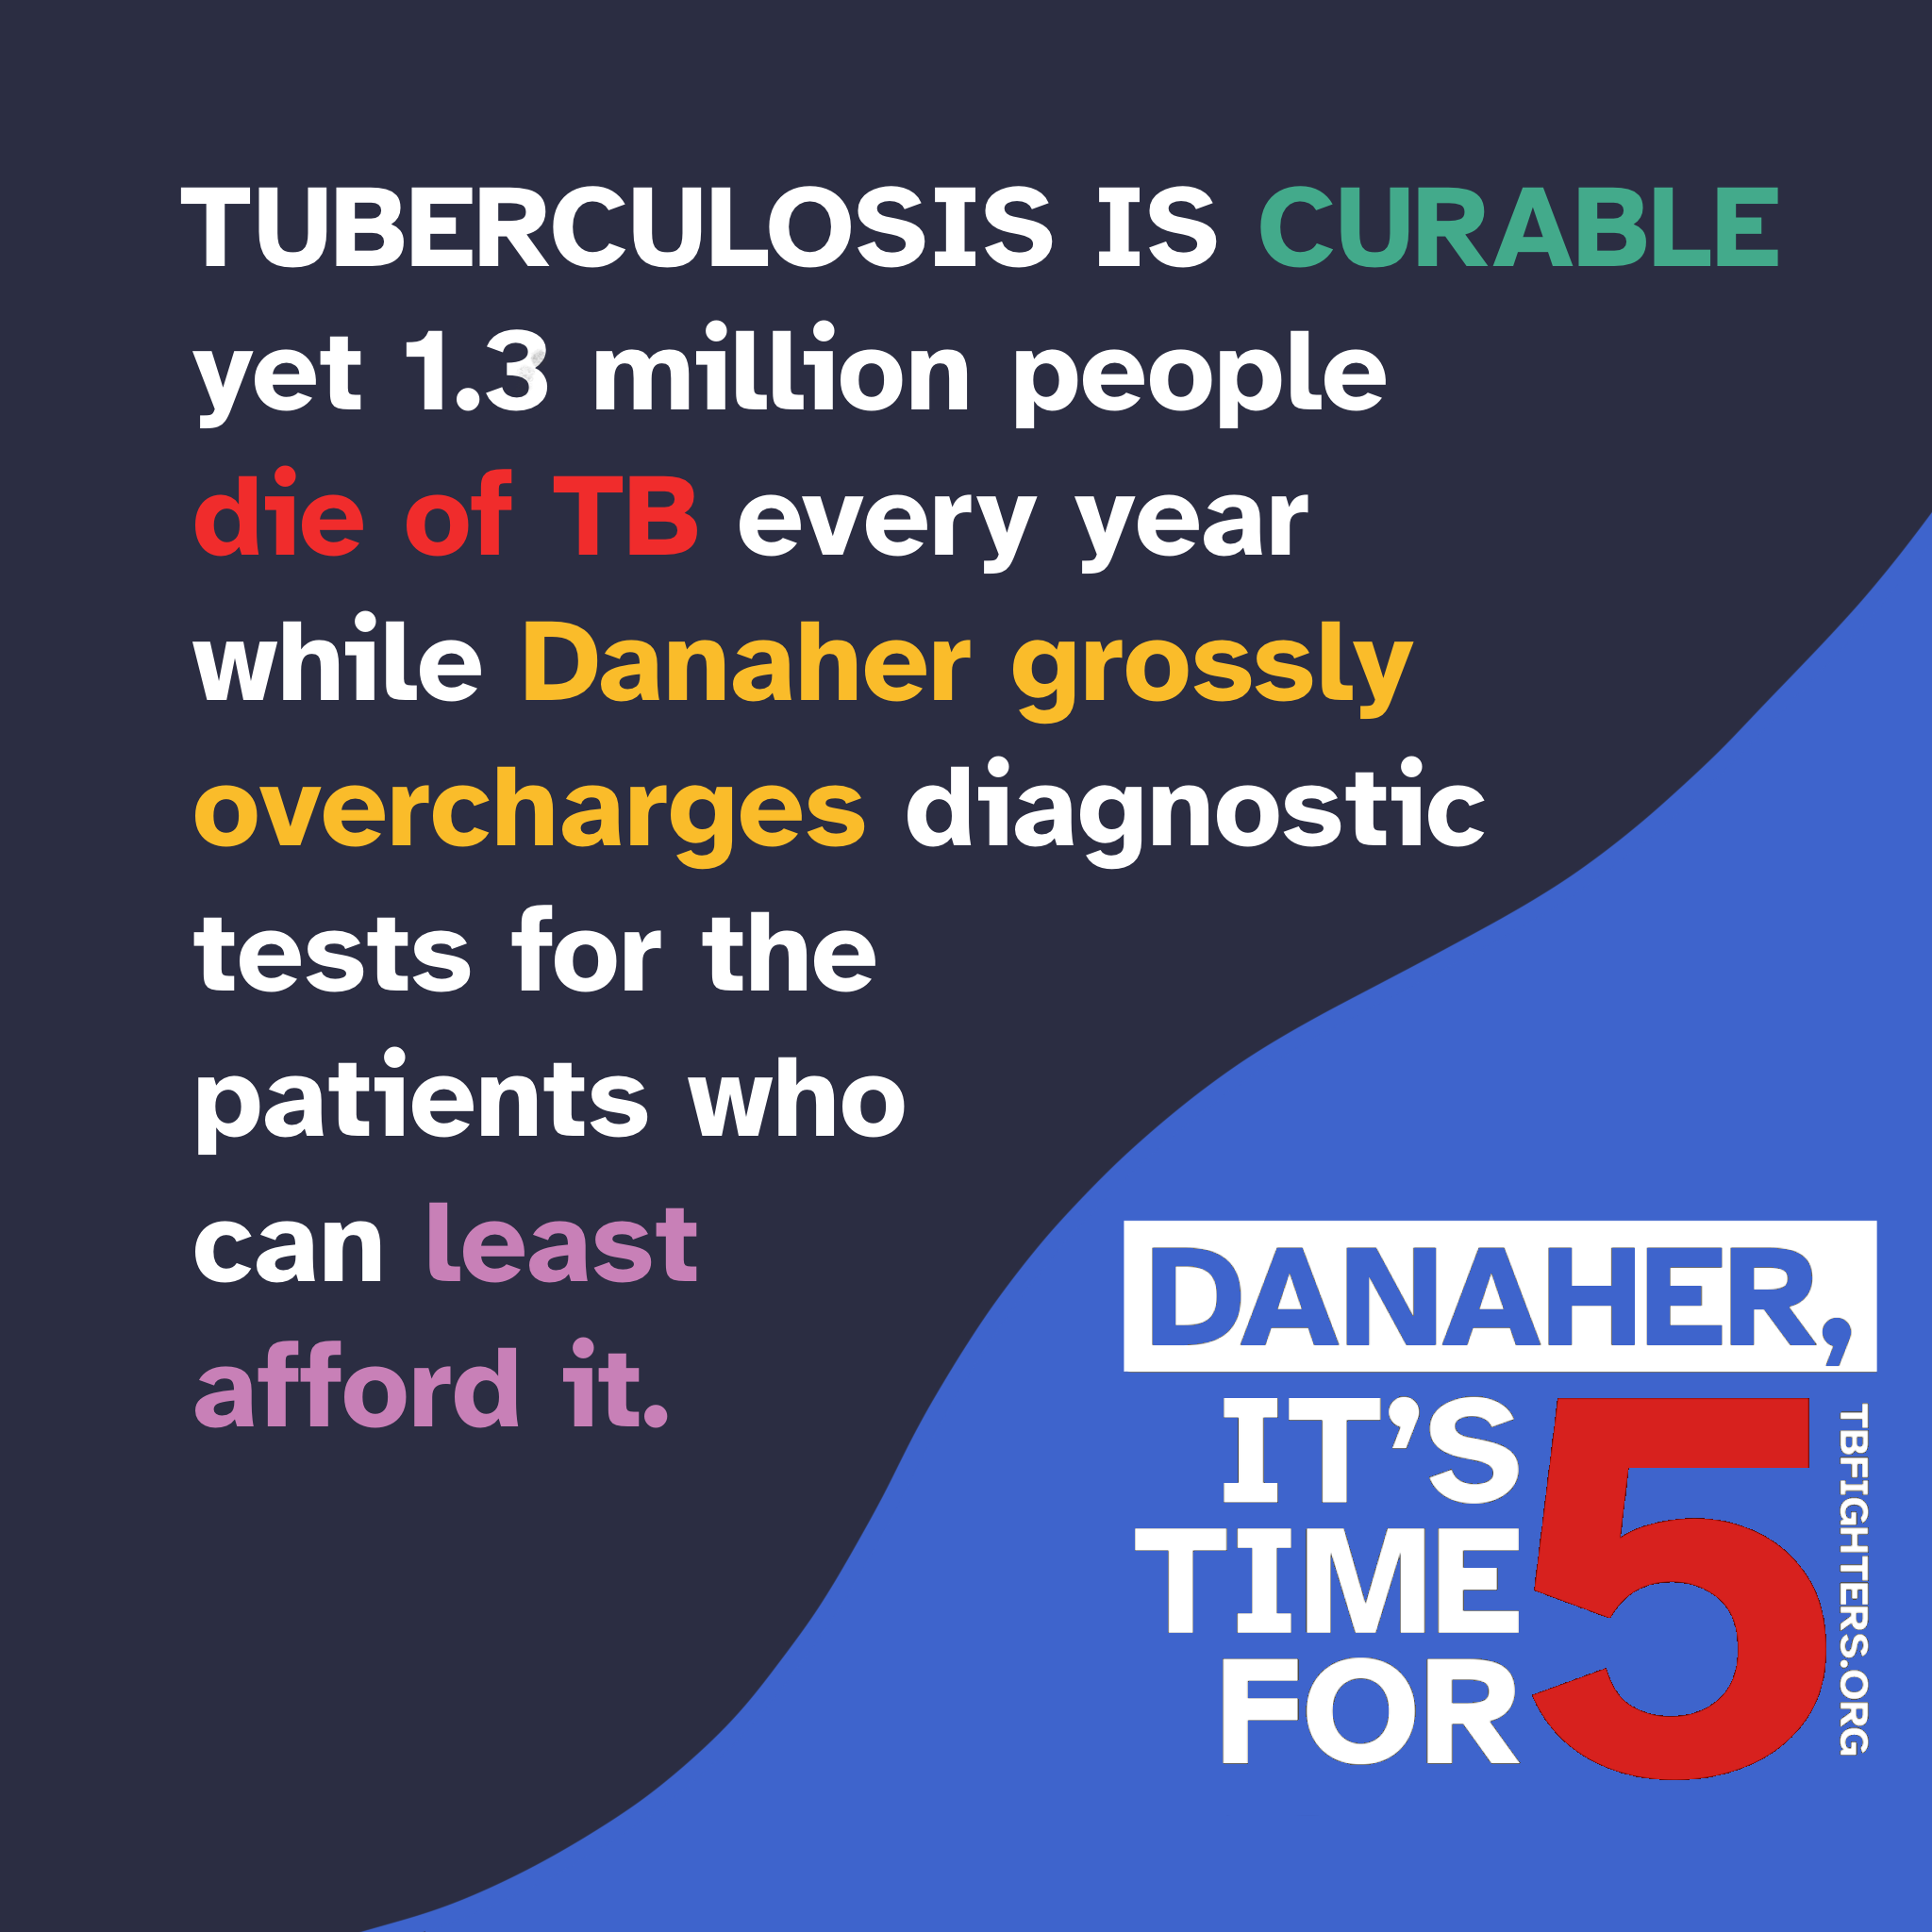 TUBERCULOSIS IS CURABLE
yet 1.3 million people
die of TB every year
while Danaher grossly
overcharges diagnostic
tests for the
patients who
can least
afford it.
DANAHER,
IT'S
TIME
FOR
5
TBFIGHTERS.ORG